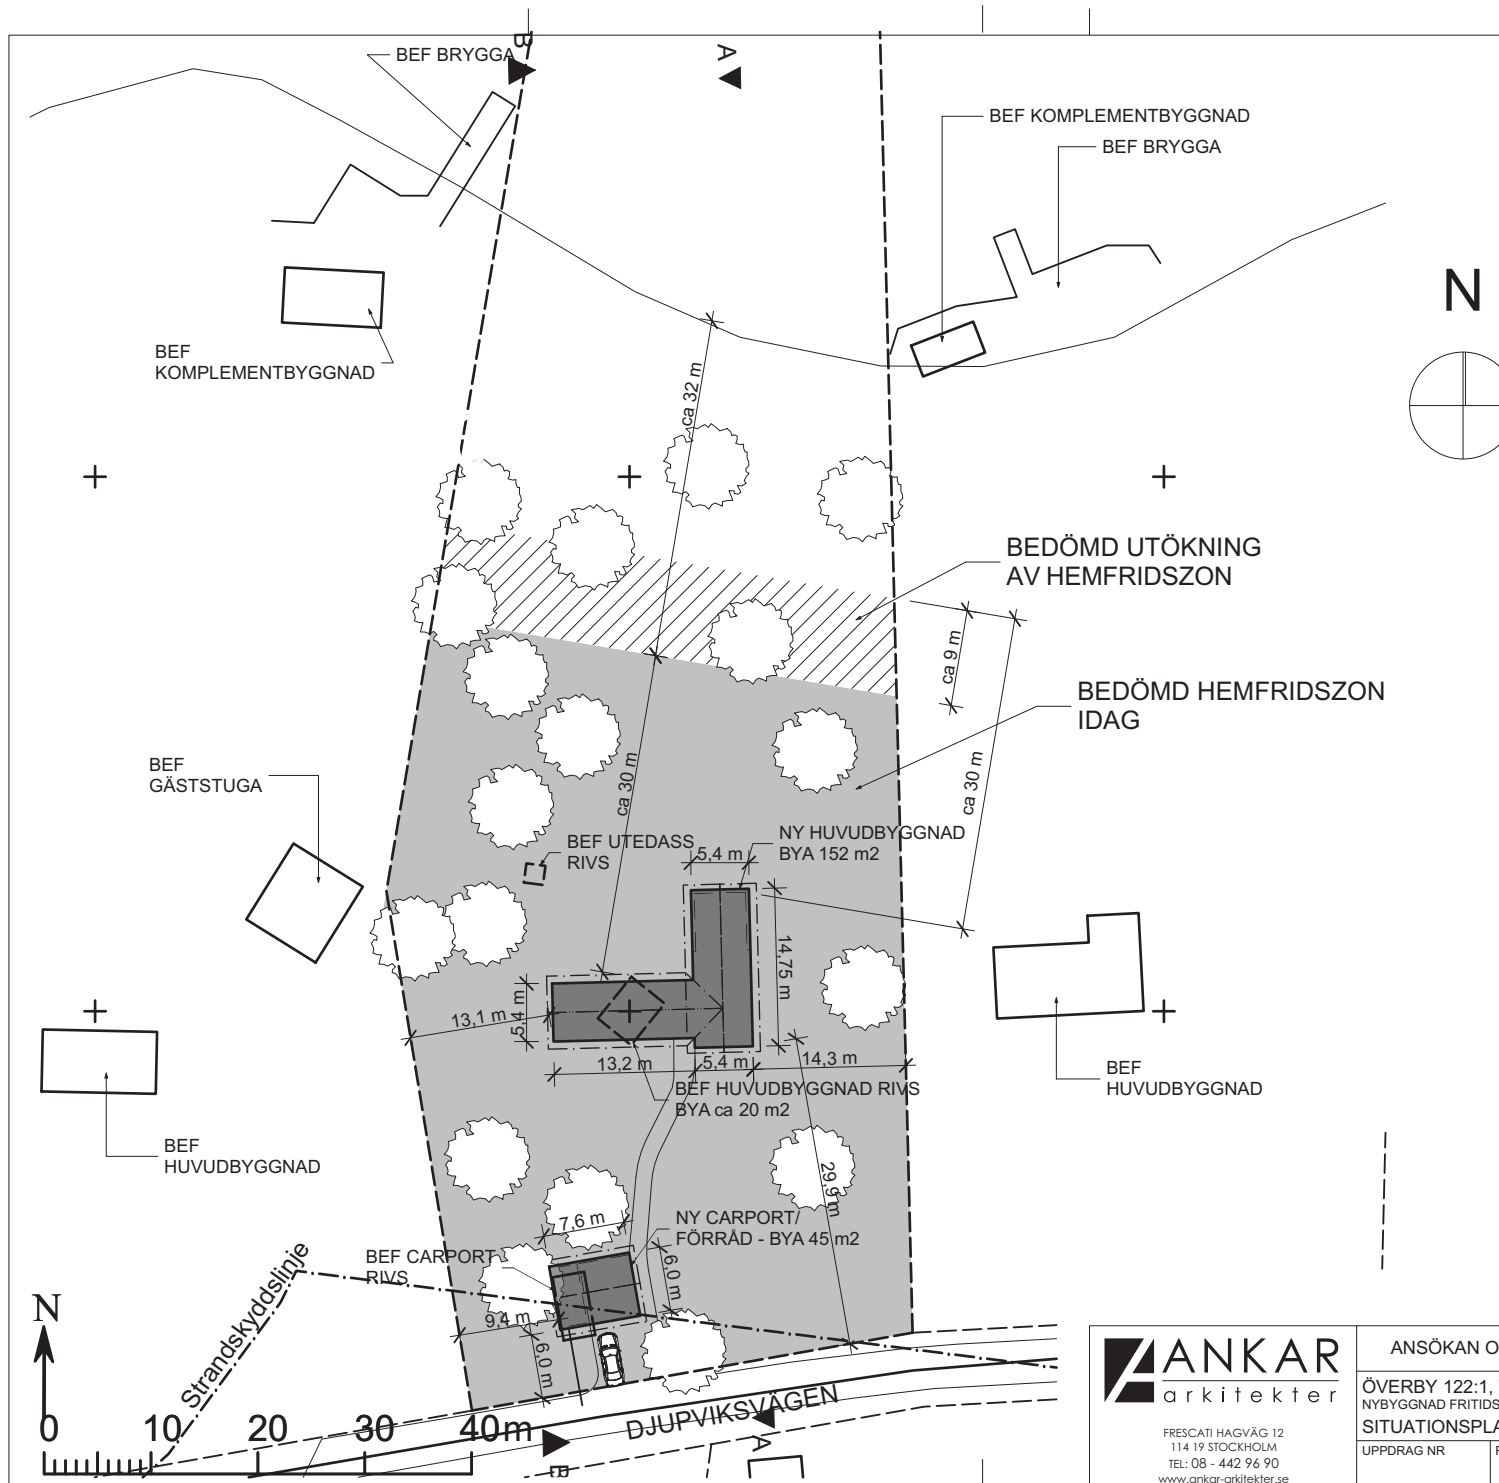 B
A
BEF BRYGGA
BEF KOMPLEMENTBYGGNAD
BEF BRYGGA
N
BEF
KOMPLEMENTBYGGNAD
ca 32 m
BEDÖMD UTÖKNING
AV HEMFRIDSZON
ca 9 m
BEDÖMD HEMFRIDSZON
IDAG
ca 30 m
ca 30 m
BEF
GÄSTSTUGA
BEF UTEDASS
RIVS
NY HUVUDBYGGNAD
BYA 152 m2
5,4 m
14,75 m
5,4 m
13,1 m
13,2 m
5,4 m
14,3 m
BEF HUVUDBYGGNAD RIVS
BYA ca 20 m2
BEF
HUVUDBYGGNAD
BEF
HUVUDBYGGNAD
29,9 m
7,6 m
NY CARPORT/
FÖRRÅD - BYA 45 m2
BEF CARPORT
RIVS
6,0 m
9,4 m
6,0 m
Strandskyddslinje
N
0 10 20 30 40m
DJUPVIKSVÄGEN
A
B
ANKAR
arkitekter
FRESCATI HAGVÄG 12
114 19 STOCKHOLM
TEL: 08 - 442 96 90
www.ankar-arkitekter.se
ANSÖKAN O
ÖVERBY 122:1,
NYBYGGNAD FRITIDS
SITUATIONSPLA
UPPDRAG NR